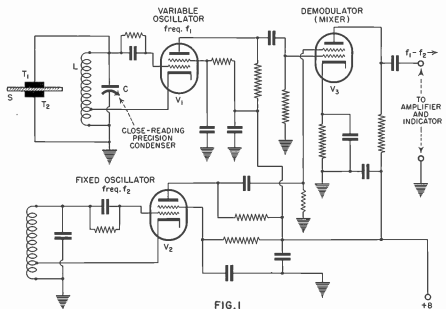 VARIABLE
OSCILLATOR
freq. f₁
DEMODULATOR
(MIXER)
f₁-f₂→
T₁
S
T₂
L
C
V₁
V₃
CLOSE-READING
PRECISION
CONDENSER
TO
AMPLIFIER
AND
INDICATOR
FIXED OSCILLATOR
freq. f₂
V₂
+B
FIG.1